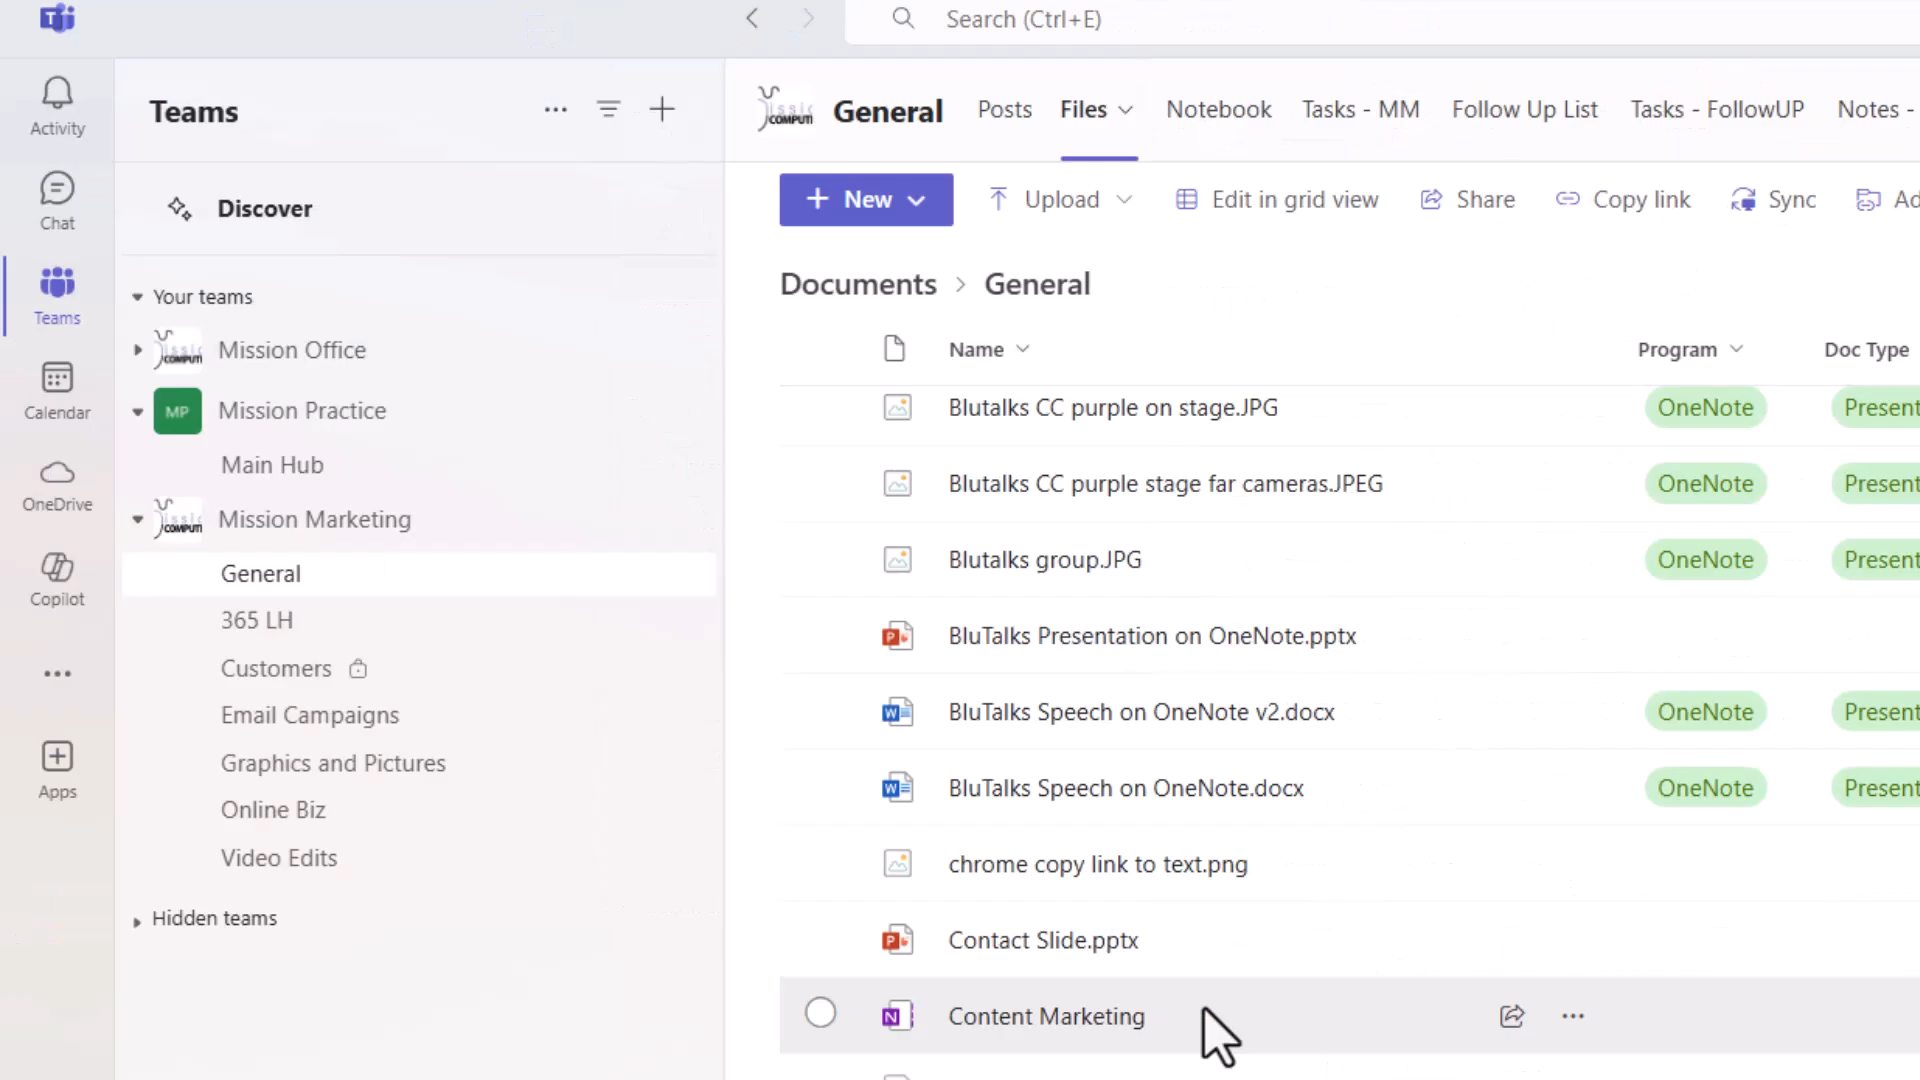 Search (Ctrl+E)
Activity
Chat
Teams
Calendar
OneDrive
Copilot
Apps
Teams
Discover
Your teams
Mission Office
MP Mission Practice
Main Hub
Mission Marketing
General
365 LH
Customers
Email Campaigns
Graphics and Pictures
Online Biz
Video Edits
Hidden teams
General Posts Files Notebook Tasks - MM Follow Up List Tasks - FollowUP Notes -
New Upload Edit in grid view Share Copy link Sync Ad
Documents > General
Name Program Doc Type
Blutalks CC purple on stage.JPG OneNote Present
Blutalks CC purple stage far cameras.JPEG OneNote Present
Blutalks group.JPG OneNote Present
BluTalks Presentation on OneNote.pptx
BluTalks Speech on OneNote v2.docx OneNote Present
BluTalks Speech on OneNote.docx OneNote Present
chrome copy link to text.png
Contact Slide.pptx
Content Marketing